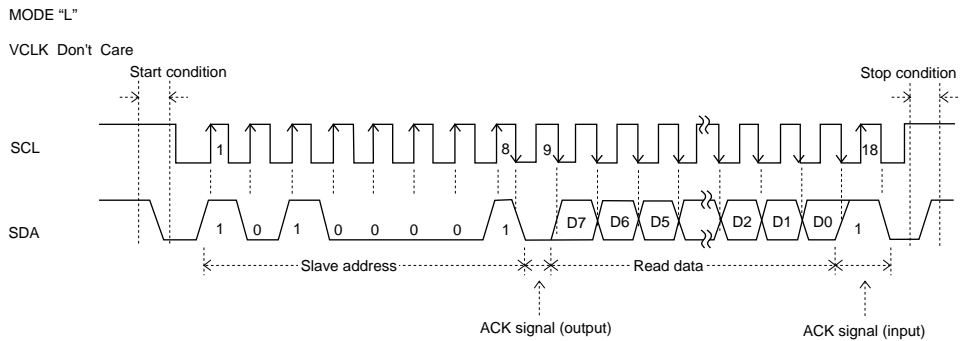 MODE “L”
VCLK Don't Care
Start condition
Stop condition
SCL
1
8
9
18
SDA
1 0 1 0 0 0 0 1 D7 D6 D5 D2 D1 D0 1
Slave address
Read data
ACK signal (output)
ACK signal (input)